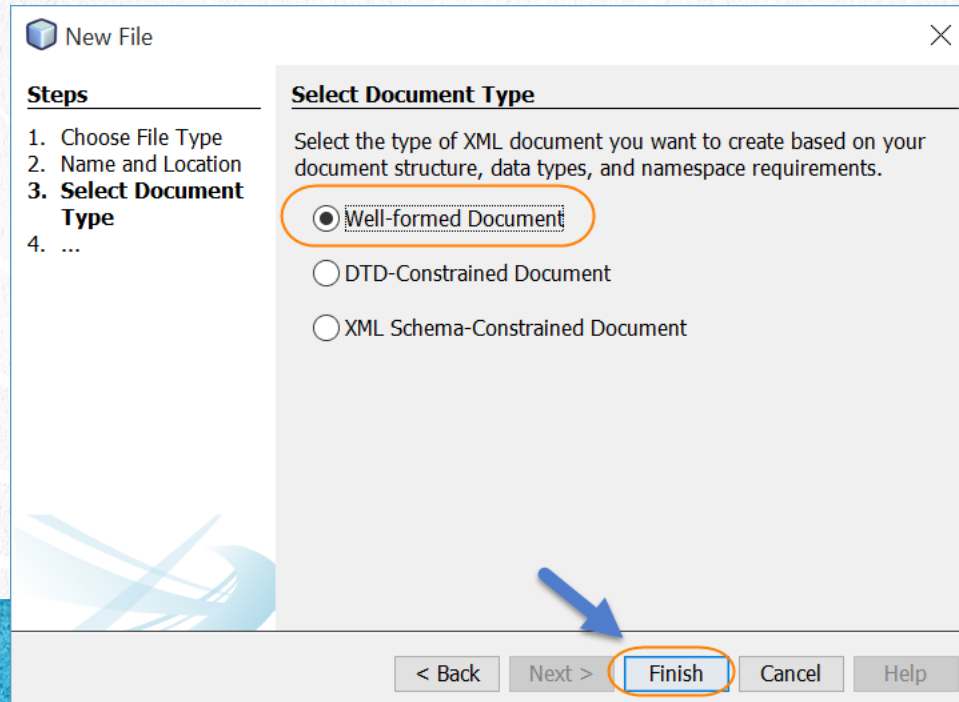 New File
Steps
1. Choose File Type
2. Name and Location
3. Select Document
Type
4. ...
Select Document Type
Select the type of XML document you want to create based on your
document structure, data types, and namespace requirements.
Well-formed Document
DTD-Constrained Document
XML Schema-Constrained Document
< Back Next > Finish Cancel Help